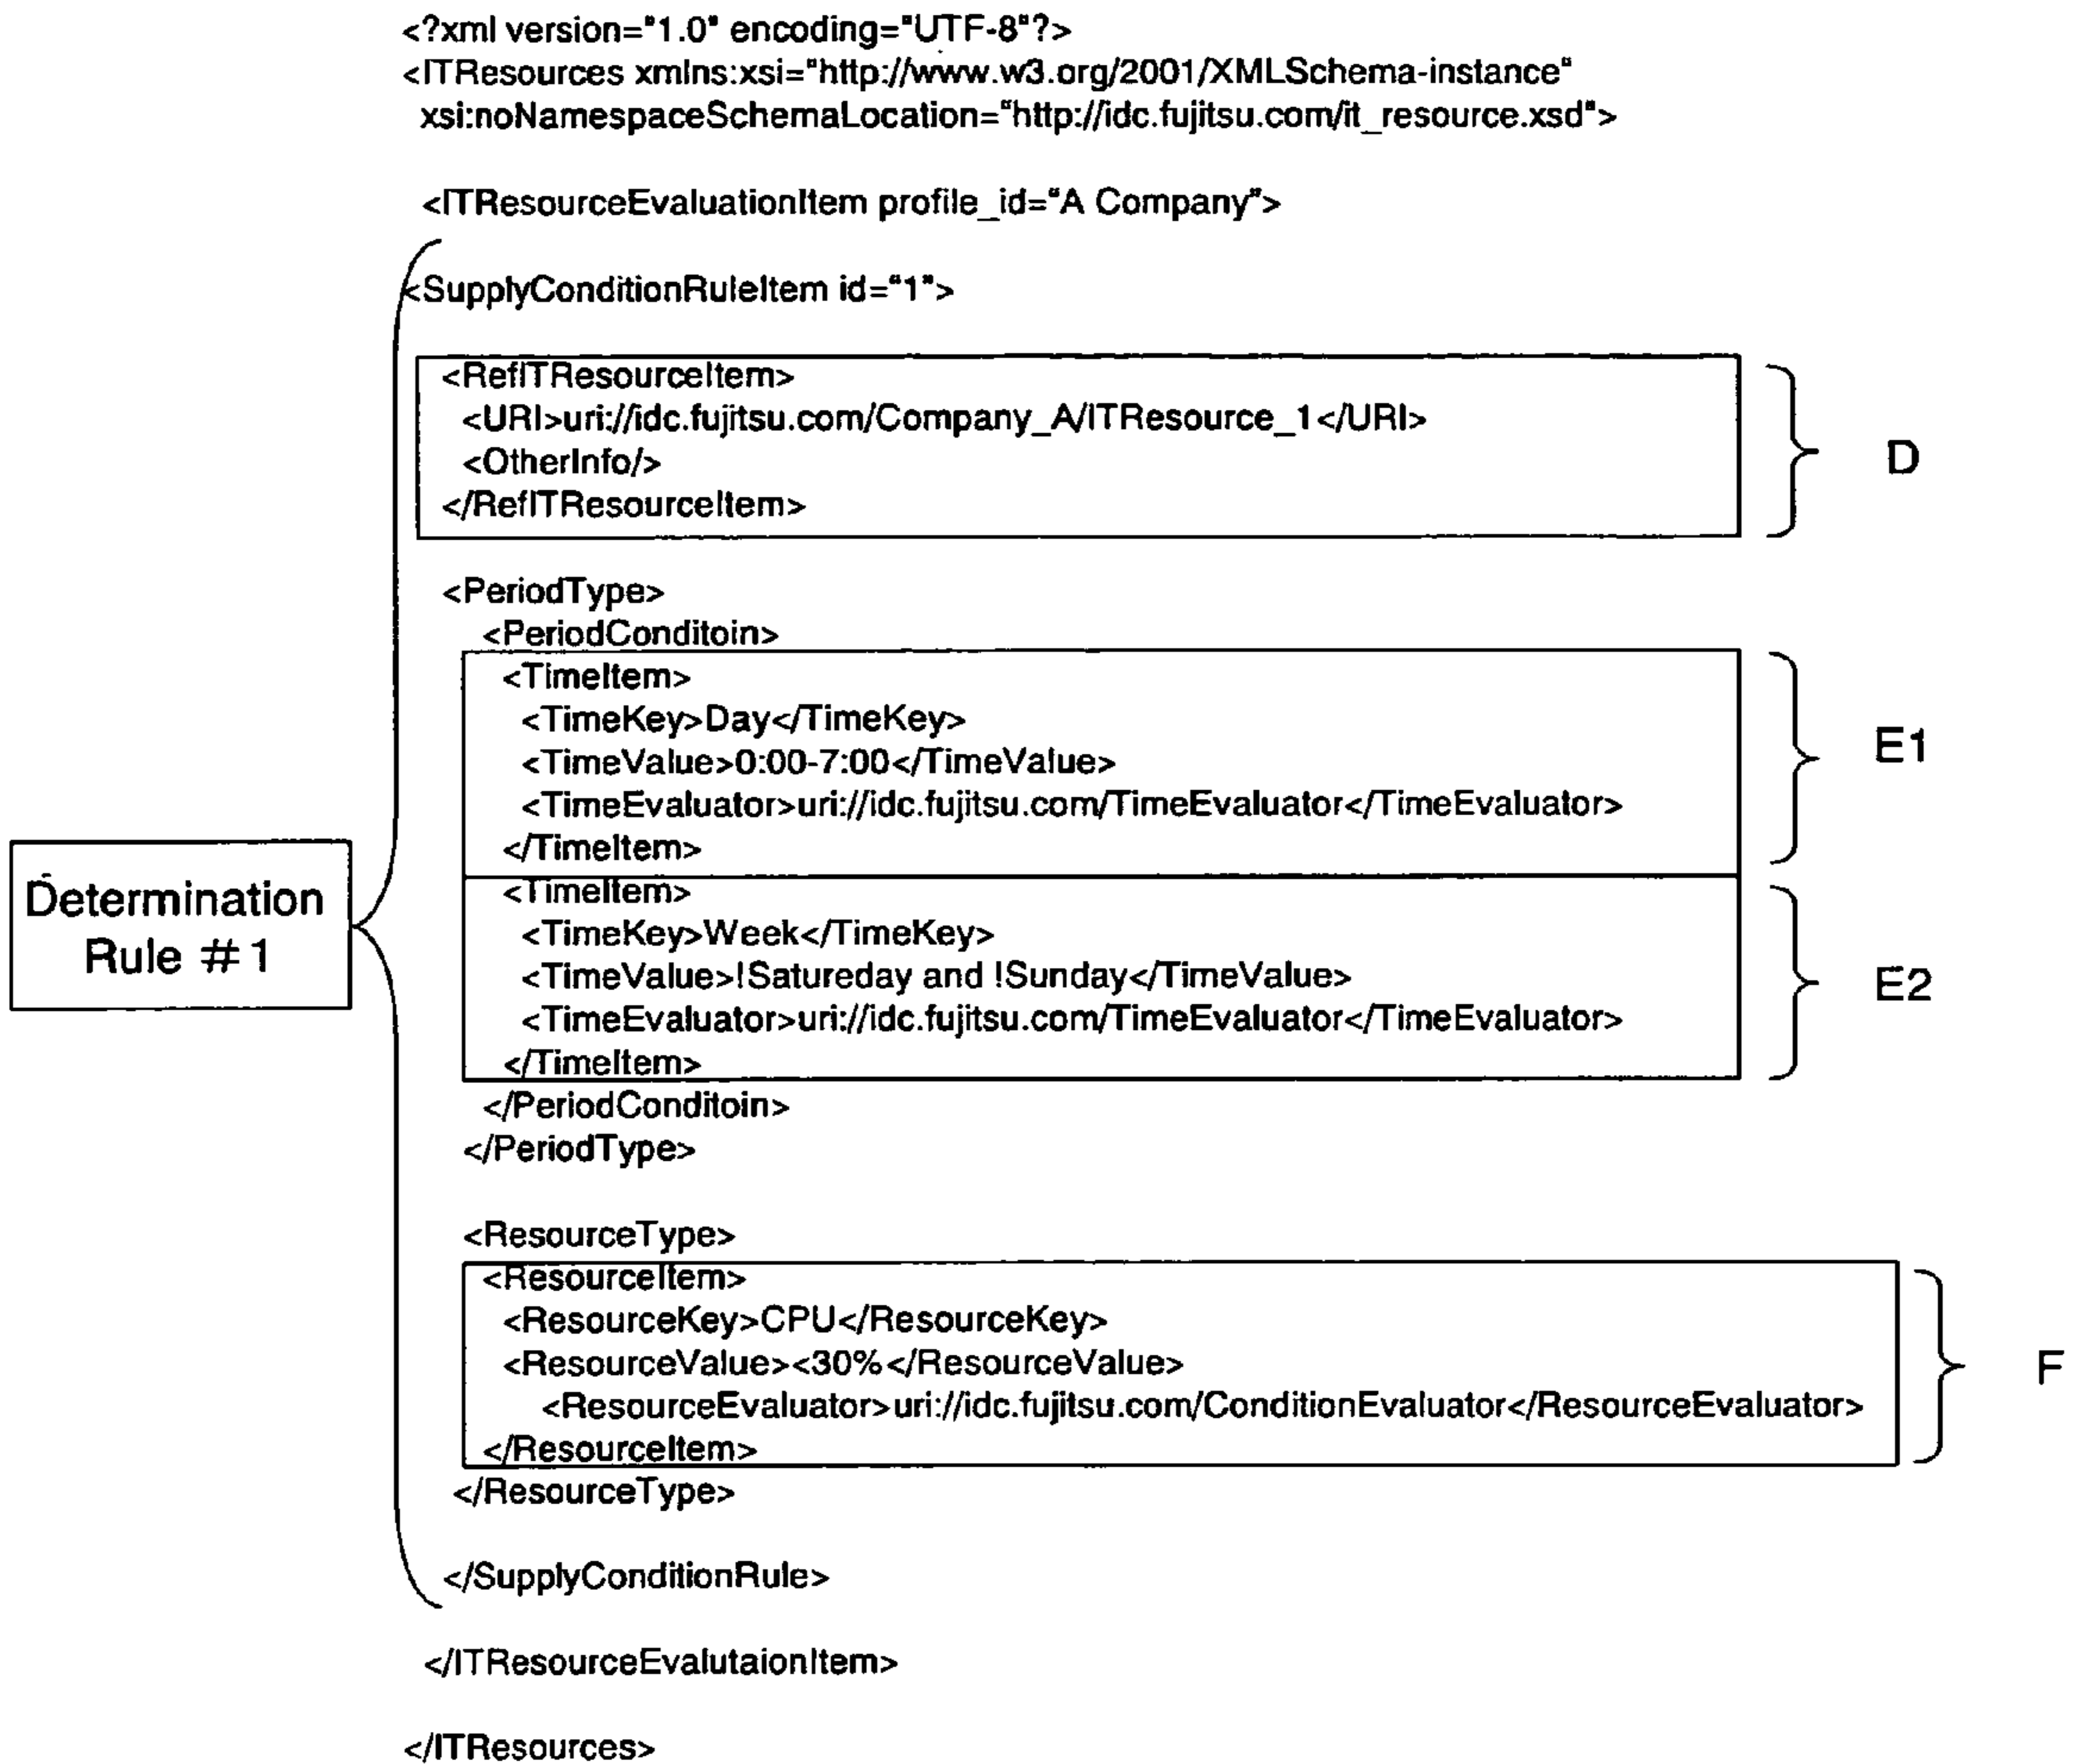 <?xml version="1.0" encoding="UTF-8"?>
<ITResources xmlns:xsi="http://www.w3.org/2001/XMLSchema-instance"
xsi:noNamespaceSchemaLocation="http://idc.fujitsu.com/it_resource.xsd">
<ITResourceEvaluationItem profile_id="A Company">
<SupplyConditionRuleItem id="1">
<RefITResourceItem>
<URI>uri://idc.fujitsu.com/Company_A/ITResource_1</URI>
<OtherInfo/>
</RefITResourceItem>
D
<PeriodType>
<PeriodConditoin>
<TimeItem>
<TimeKey>Day</TimeKey>
<TimeValue>0:00-7:00</TimeValue>
<TimeEvaluator>uri://idc.fujitsu.com/TimeEvaluator</TimeEvaluator>
</TimeItem>
E1
Determination
Rule #1
<TimeItem>
<TimeKey>Week</TimeKey>
<TimeValue>!Satureday and !Sunday</TimeValue>
<TimeEvaluator>uri://idc.fujitsu.com/TimeEvaluator</TimeEvaluator>
</TimeItem>
E2
</PeriodConditoin>
</PeriodType>
<ResourceType>
<ResourceItem>
<ResourceKey>CPU</ResourceKey>
<ResourceValue><30%</ResourceValue>
<ResourceEvaluator>uri://idc.fujitsu.com/ConditionEvaluator</ResourceEvaluator>
</ResourceItem>
F
</ResourceType>
</SupplyConditionRule>
</ITResourceEvalutaionItem>
</ITResources>